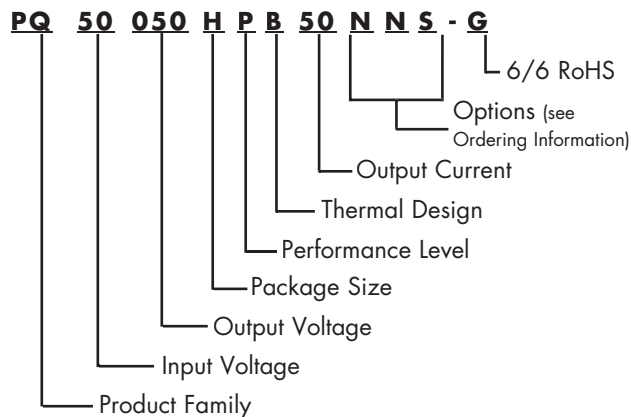 PQ 50 050 H P B 50 N N S - G
6/6 RoHS
Options (see
Ordering Information)
Output Current
Thermal Design
Performance Level
Package Size
Output Voltage
Input Voltage
Product Family